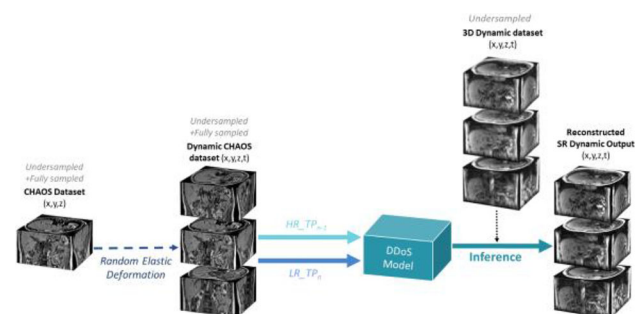 Undersampled
+Fully sampled
CHAOS Dataset
(x,y,z)
Random Elastic
Deformation
Undersampled
+Fully sampled
Dynamic CHAOS
dataset (x,y,z,t)
HR_TPn-1
LR_TPn
DDoS
Model
Undersampled
3D Dynamic dataset
(x,y,z,t)
Inference
Reconstructed
SR Dynamic Output
(x,y,z,t)